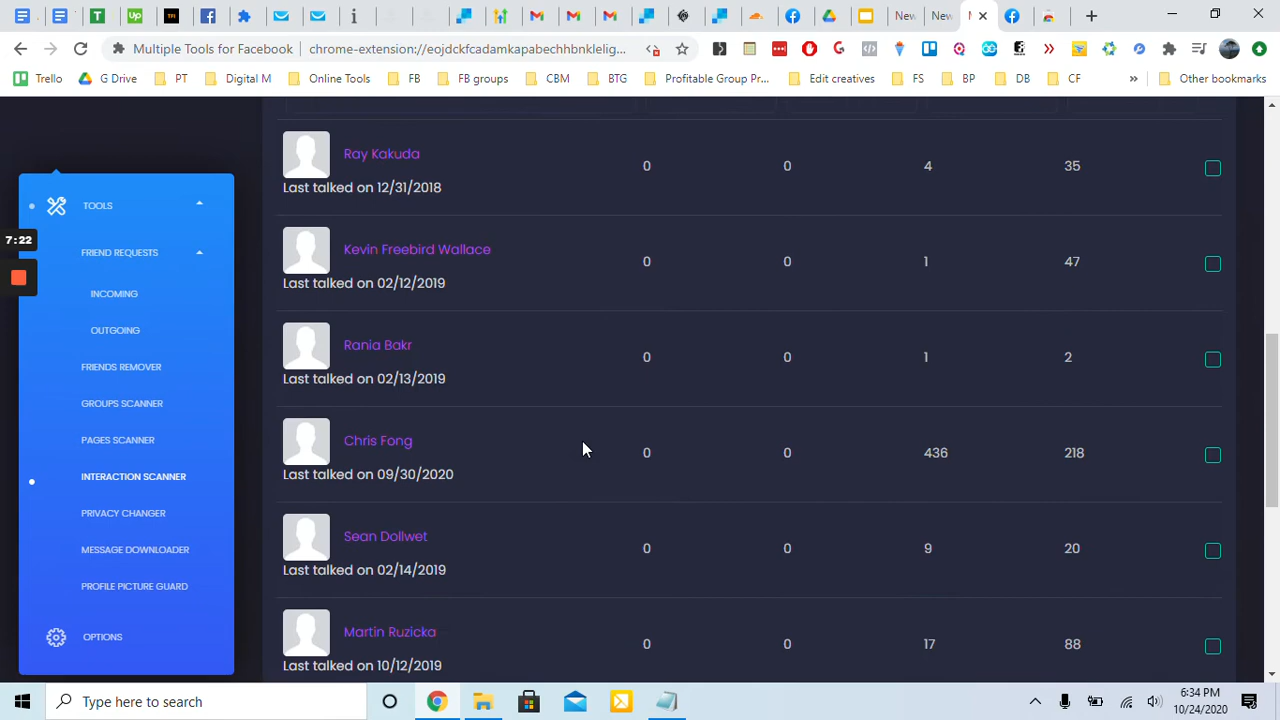 Up
TFI
New
New
M
Multiple Tools for Facebook
chrome-extension://eojdckfcadamkapabechhbnklelig...
Trello
G Drive
PT
Digital M
Online Tools
FB
FB groups
CBM
BTG
Profitable Group Pr...
Edit creatives
FS
BP
DB
CF
»
Other bookmarks
TOOLS
7:22
FRIEND REQUESTS
INCOMING
OUTGOING
FRIENDS REMOVER
GROUPS SCANNER
PAGES SCANNER
INTERACTION SCANNER
PRIVACY CHANGER
MESSAGE DOWNLOADER
PROFILE PICTURE GUARD
OPTIONS
Ray Kakuda 0 0 4 35
Last talked on 12/31/2018
Kevin Freebird Wallace 0 0 1 47
Last talked on 02/12/2019
Rania Bakr 0 0 1 2
Last talked on 02/13/2019
Chris Fong 0 0 436 218
Last talked on 09/30/2020
Sean Dollwet 0 0 9 20
Last talked on 02/14/2019
Martin Ruzicka 0 0 17 88
Last talked on 10/12/2019
Type here to search
6:34 PM
10/24/2020